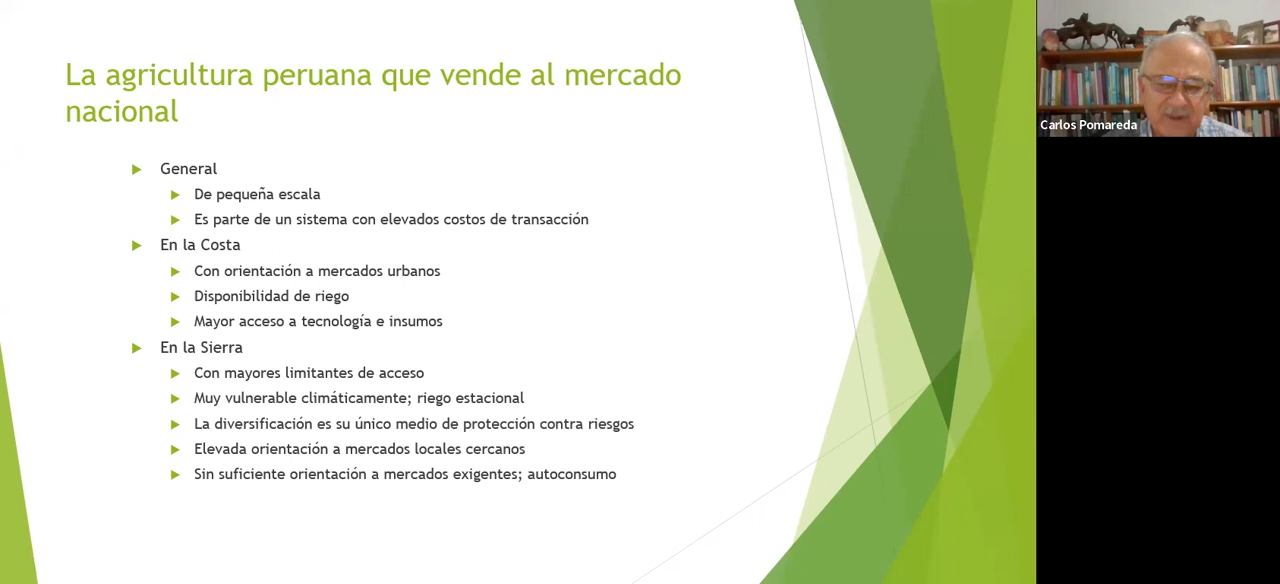 La agricultura peruana que vende al mercado
nacional
General
De pequeña escala
Es parte de un sistema con elevados costos de transacción
En la Costa
Con orientación a mercados urbanos
Disponibilidad de riego
Mayor acceso a tecnología e insumos
En la Sierra
Con mayores limitantes de acceso
Muy vulnerable climáticamente; riego estacional
La diversificación es su único medio de protección contra riesgos
Elevada orientación a mercados locales cercanos
Sin suficiente orientación a mercados exigentes; autoconsumo
Carlos Pomareda